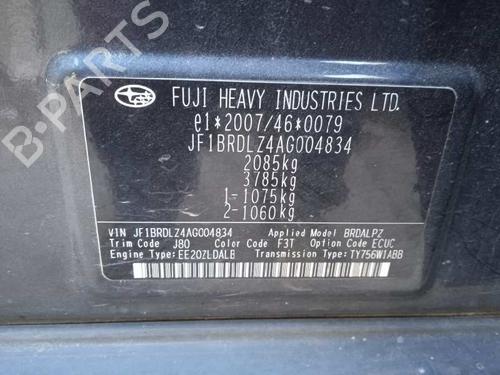 FUJI HEAVY INDUSTRIES LTD.
e1*2007/46*0079
JF1BRDLZ4AG004834
2085kg
3785kg
1-1075kg
2-1060kg
VIN JF1BRDLZ4AG004834 Applied Model BRDALPZ
Trim Code J80 Color Code F3T Option Code ECUC
Engine Type: EE20ZLDALB Transmission Type: TY756W1ABB